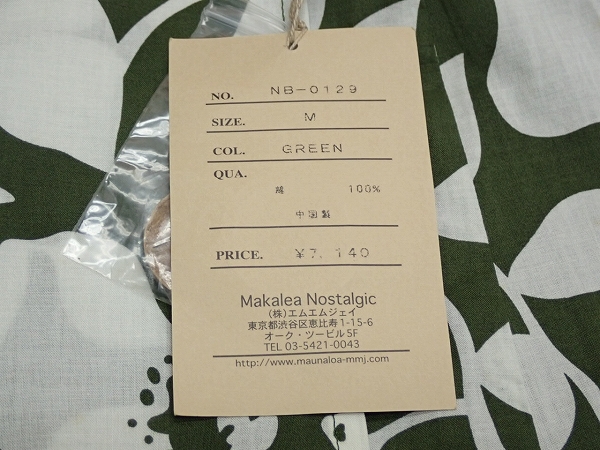 NO. NB-0129
SIZE. M
COL. GREEN
QUA.
綿 100%
中国製
PRICE. ¥7,140
Makalea Nostalgic
(株)エムエムジェイ
東京都渋谷区恵比寿1-15-6
オーク・ツービル5F
TEL 03-5421-0043
http://www.maunaloa-mmj.com